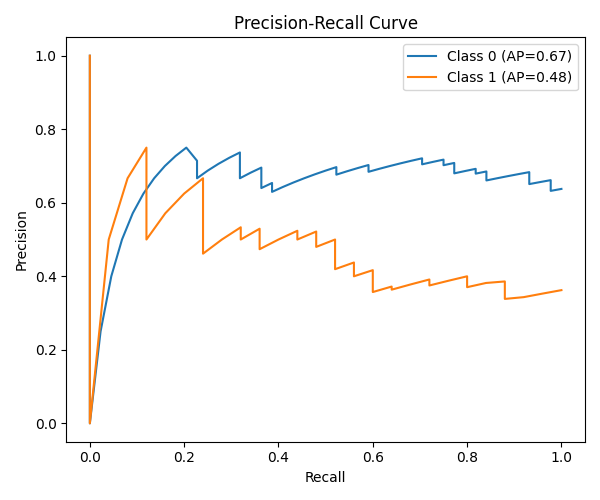 Precision-Recall Curve
Class 0 (AP=0.67)
Class 1 (AP=0.48)
Precision
1.0
0.8
0.6
0.4
0.2
0.0
0.0 0.2 0.4 0.6 0.8 1.0
Recall